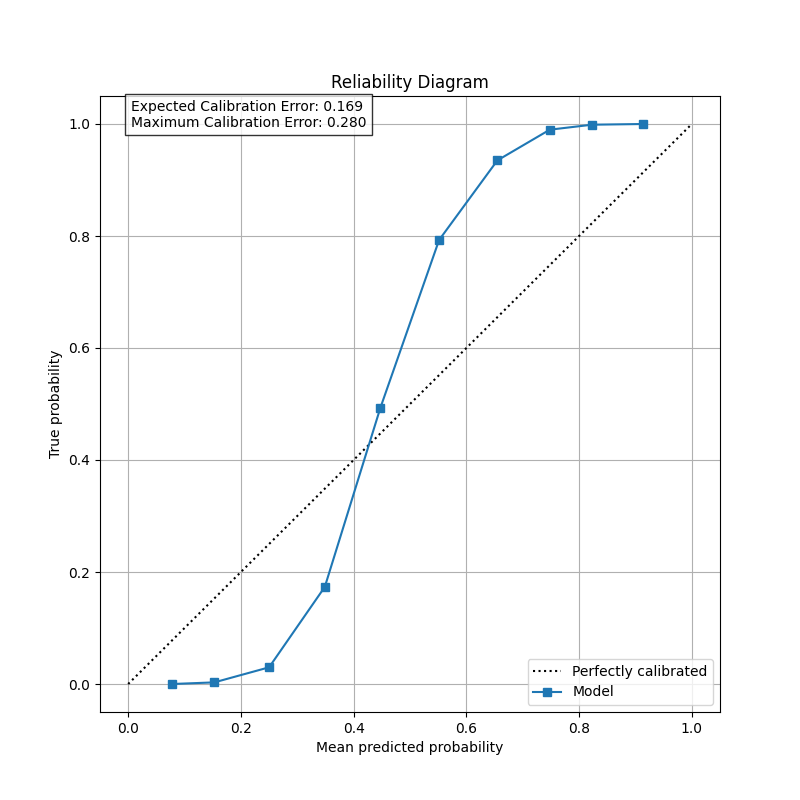 Reliability Diagram
Expected Calibration Error: 0.169
Maximum Calibration Error: 0.280
1.0
0.8
0.6
0.4
0.2
0.0
True probability
Perfectly calibrated
Model
0.0 0.2 0.4 0.6 0.8 1.0
Mean predicted probability